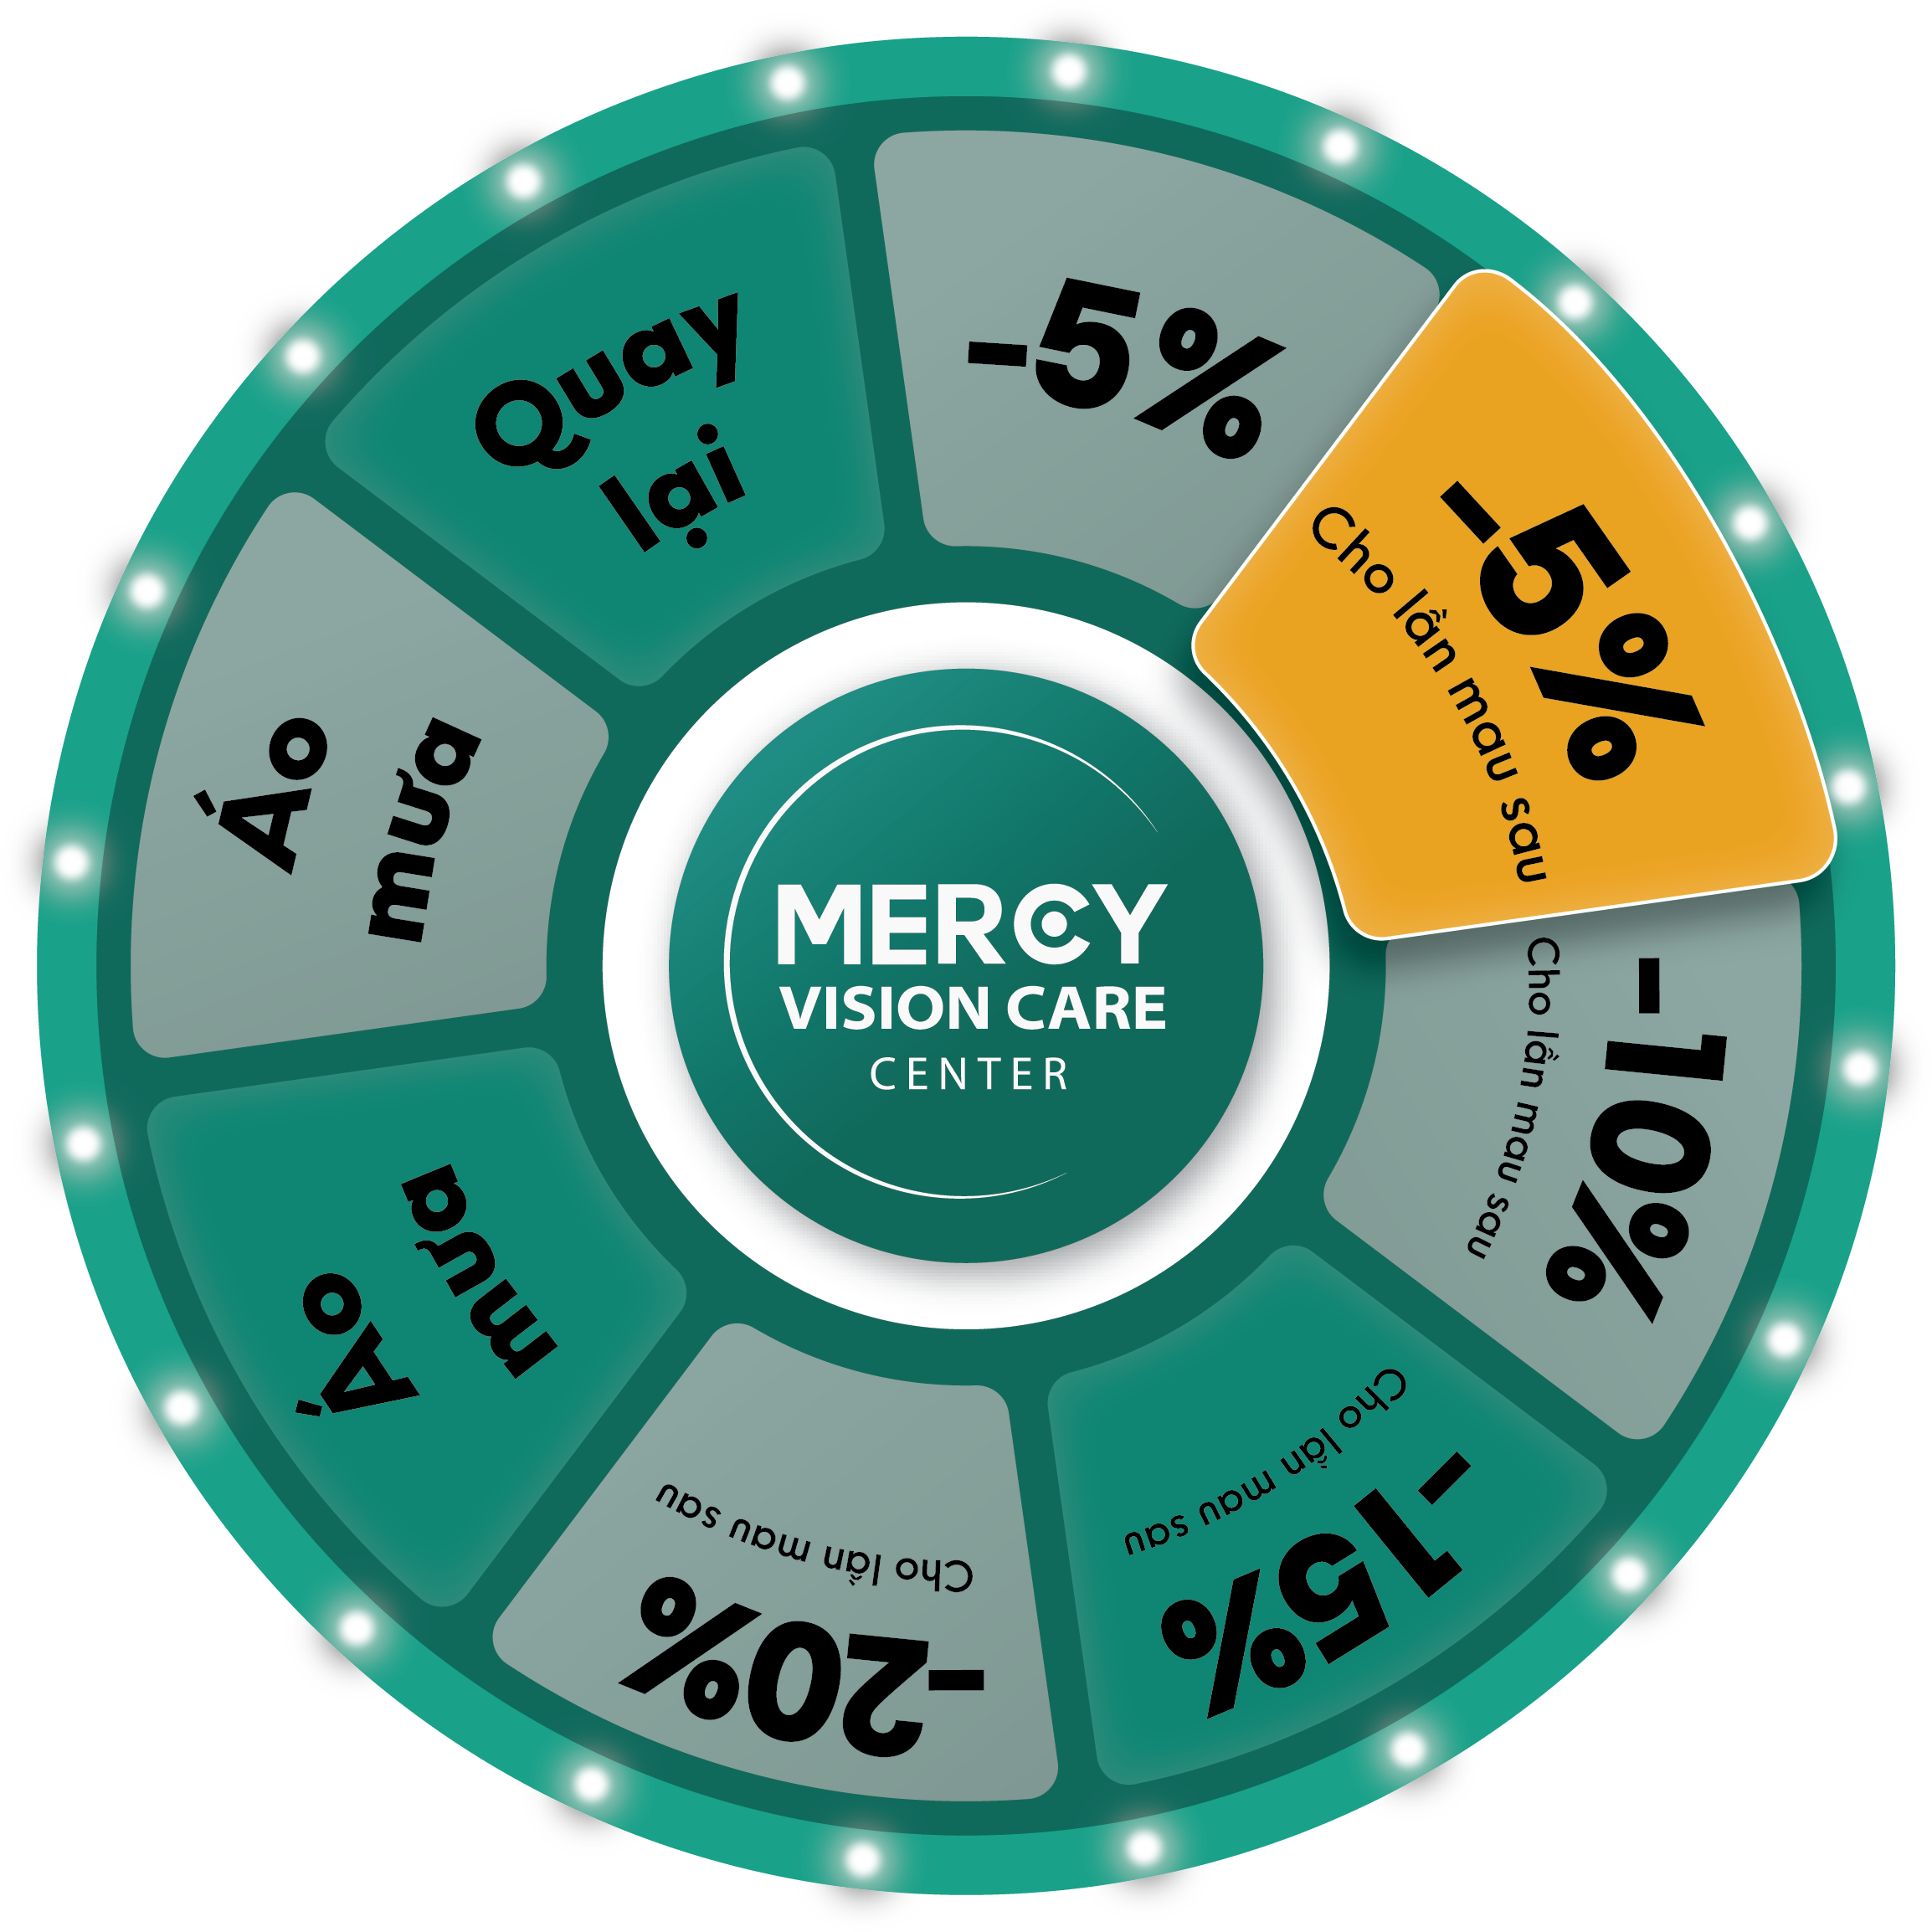 -5%
-5%
Cho lần mau sau
-10%
Cho lần mau sau
-15%
Cho lần mau sau
-20%
Cho lần mau sau
Áo
mưa
Áo
mưa
Quay
lại
MERCY
VISION CARE
CENTER